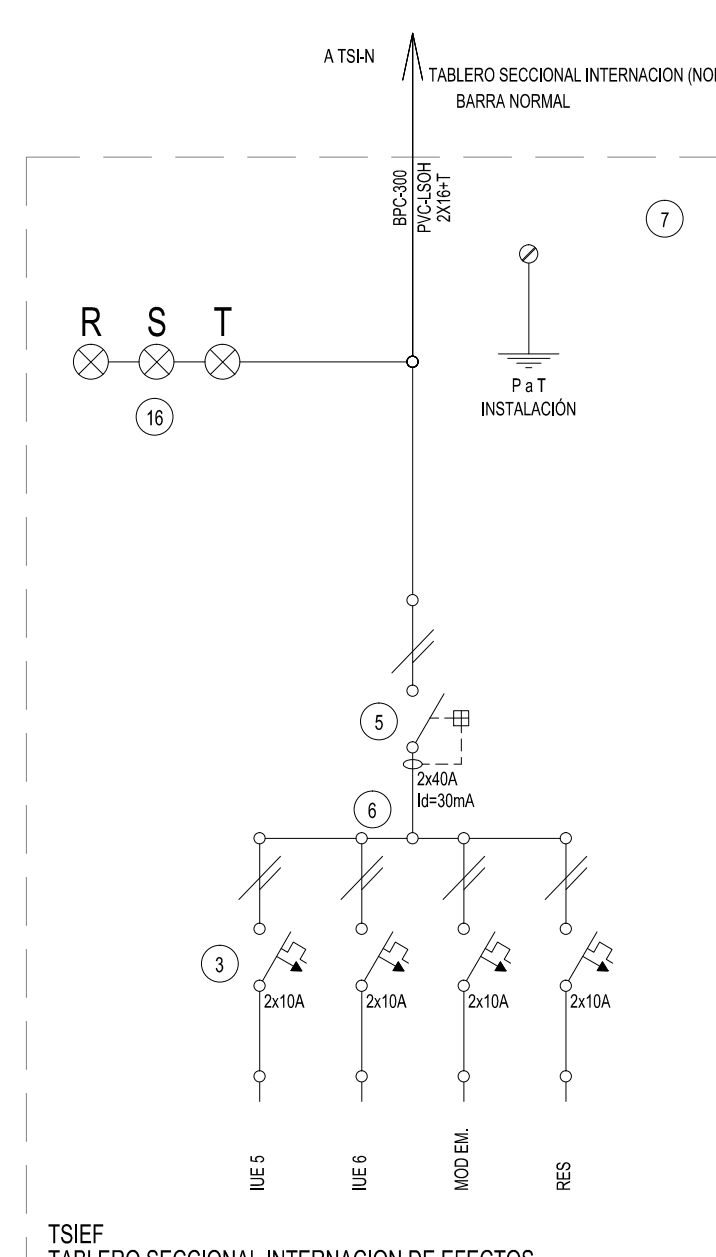 A TSI-N
TABLERO SECCIONAL INTERNACION
BARRA NORMAL
BPC-300
PVC-LSOH
2X16+T
7
R S T
16
P a T
INSTALACIÓN
5
2x40A
Id=30mA
6
3
2x10A 2x10A 2x10A 2x10A
IUE 5
IUE 6
MOD EM.
RES
TSIEF
TABLERO SECCIONAL INTERNACION DE EFECTOS